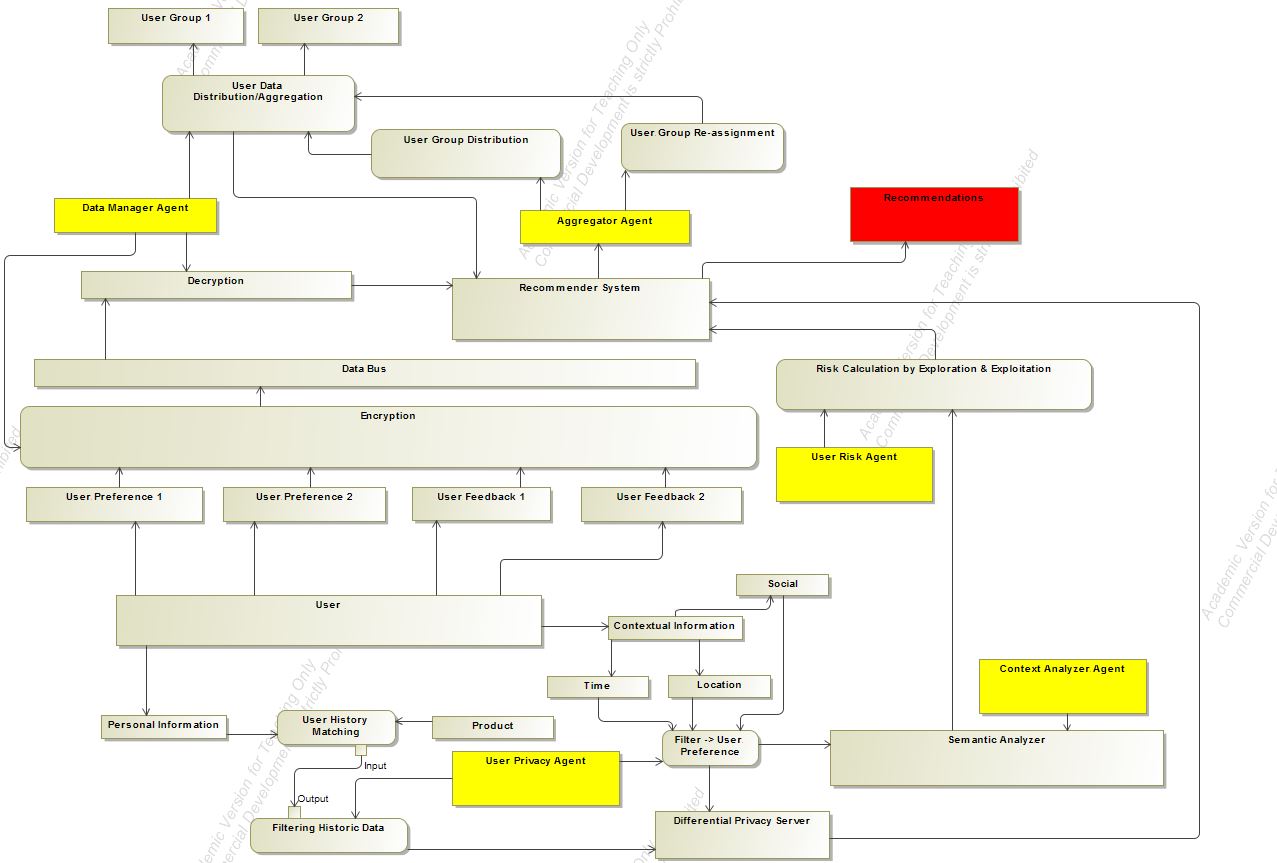 User Group 1
User Group 2
User Data
Distribution/Aggregation
User Group Distribution
User Group Re-assignment
Data Manager Agent
Aggregator Agent
Recommendations
Decryption
Recommender System
Data Bus
Risk Calculation by Exploration & Exploitation
Encryption
User Risk Agent
User Preference 1
User Preference 2
User Feedback 1
User Feedback 2
Social
User
Contextual Information
Context Analyzer Agent
Time
Location
Personal Information
User History
Matching
Product
Filter -> User
Preference
Semantic Analyzer
User Privacy Agent
Input
Output
Filtering Historic Data
Differential Privacy Server
Academic Version for Teaching Only
Commercial Development is strictly Prohibited